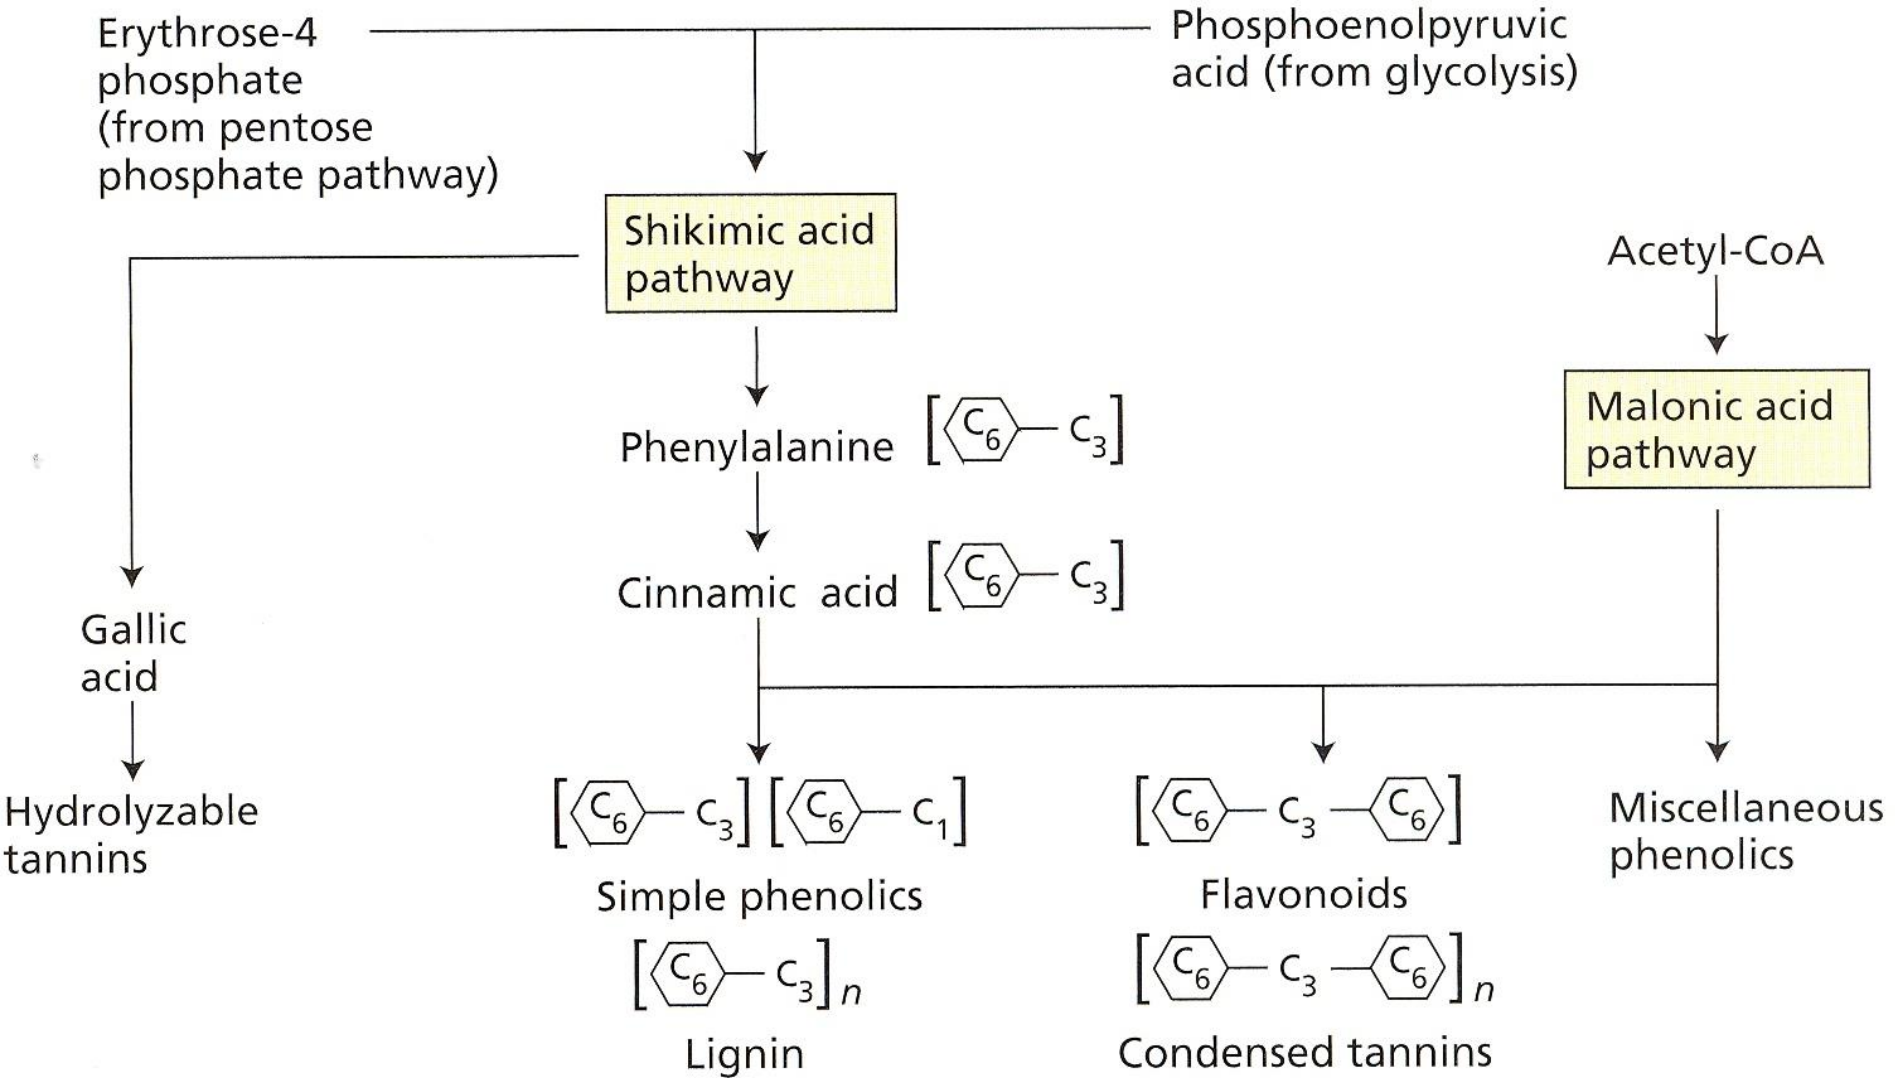 Erythrose-4
phosphate
(from pentose
phosphate pathway)
Phosphoenolpyruvic
acid (from glycolysis)
Shikimic acid
pathway
Acetyl-CoA
Malonic acid
pathway
Phenylalanine [C6 — C3]
Cinnamic acid [C6 — C3]
Gallic
acid
Hydrolyzable
tannins
[C6 — C3] [C6 — C1]
Simple phenolics
[C6 — C3]n
Lignin
[C6 — C3 — C6]
Flavonoids
[C6 — C3 — C6]n
Condensed tannins
Miscellaneous
phenolics